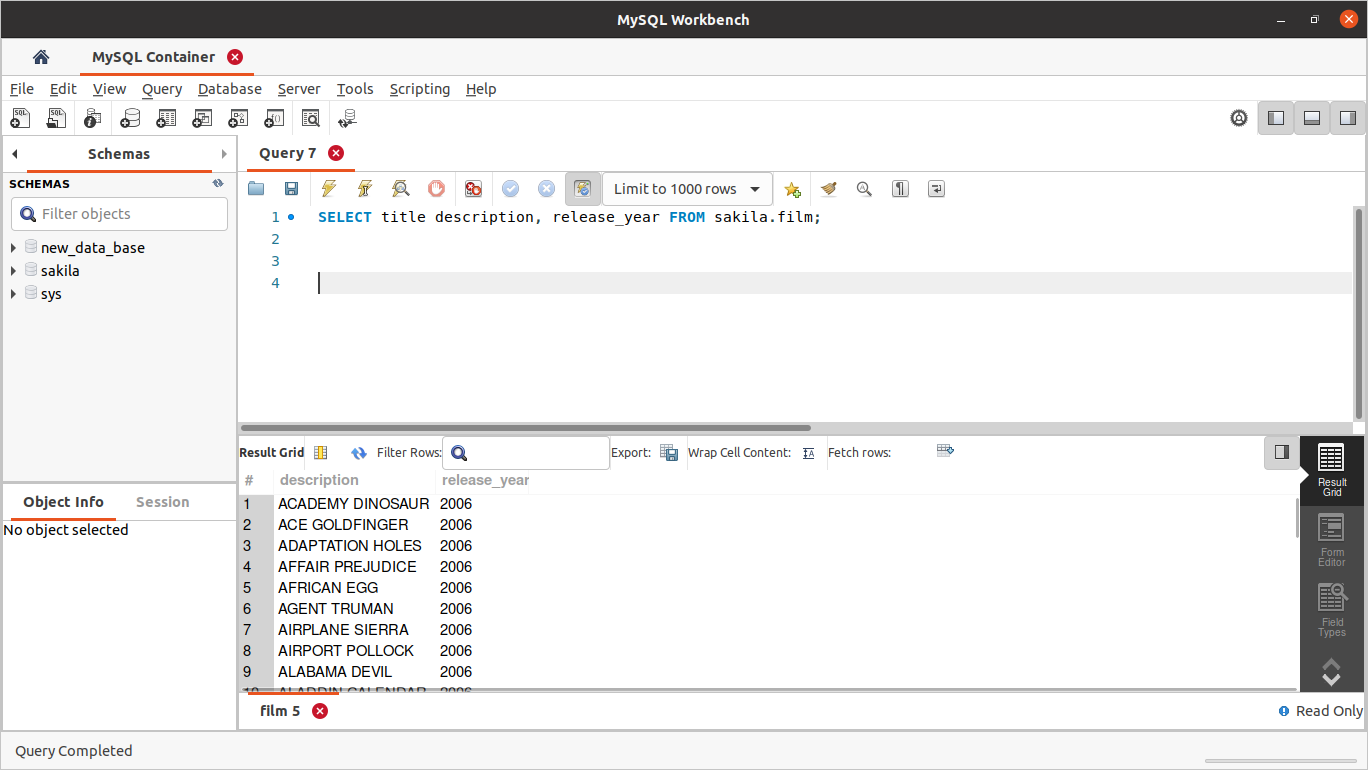 MySQL Workbench
MySQL Container
File Edit View Query Database Server Tools Scripting Help
Schemas
SCHEMAS
Filter objects
new_data_base
sakila
sys
Object Info Session
No object selected
Query 7
Limit to 1000 rows
1 SELECT title description, release_year FROM sakila.film;
2
3
4
Result Grid Filter Rows: Export: Wrap Cell Content: Fetch rows:
# description release_year
1 ACADEMY DINOSAUR 2006
2 ACE GOLDFINGER 2006
3 ADAPTATION HOLES 2006
4 AFFAIR PREJUDICE 2006
5 AFRICAN EGG 2006
6 AGENT TRUMAN 2006
7 AIRPLANE SIERRA 2006
8 AIRPORT POLLOCK 2006
9 ALABAMA DEVIL 2006
10 ALADDIN CALENDAR 2006
Result
Grid
Form
Editor
Field
Types
film 5
Read Only
Query Completed